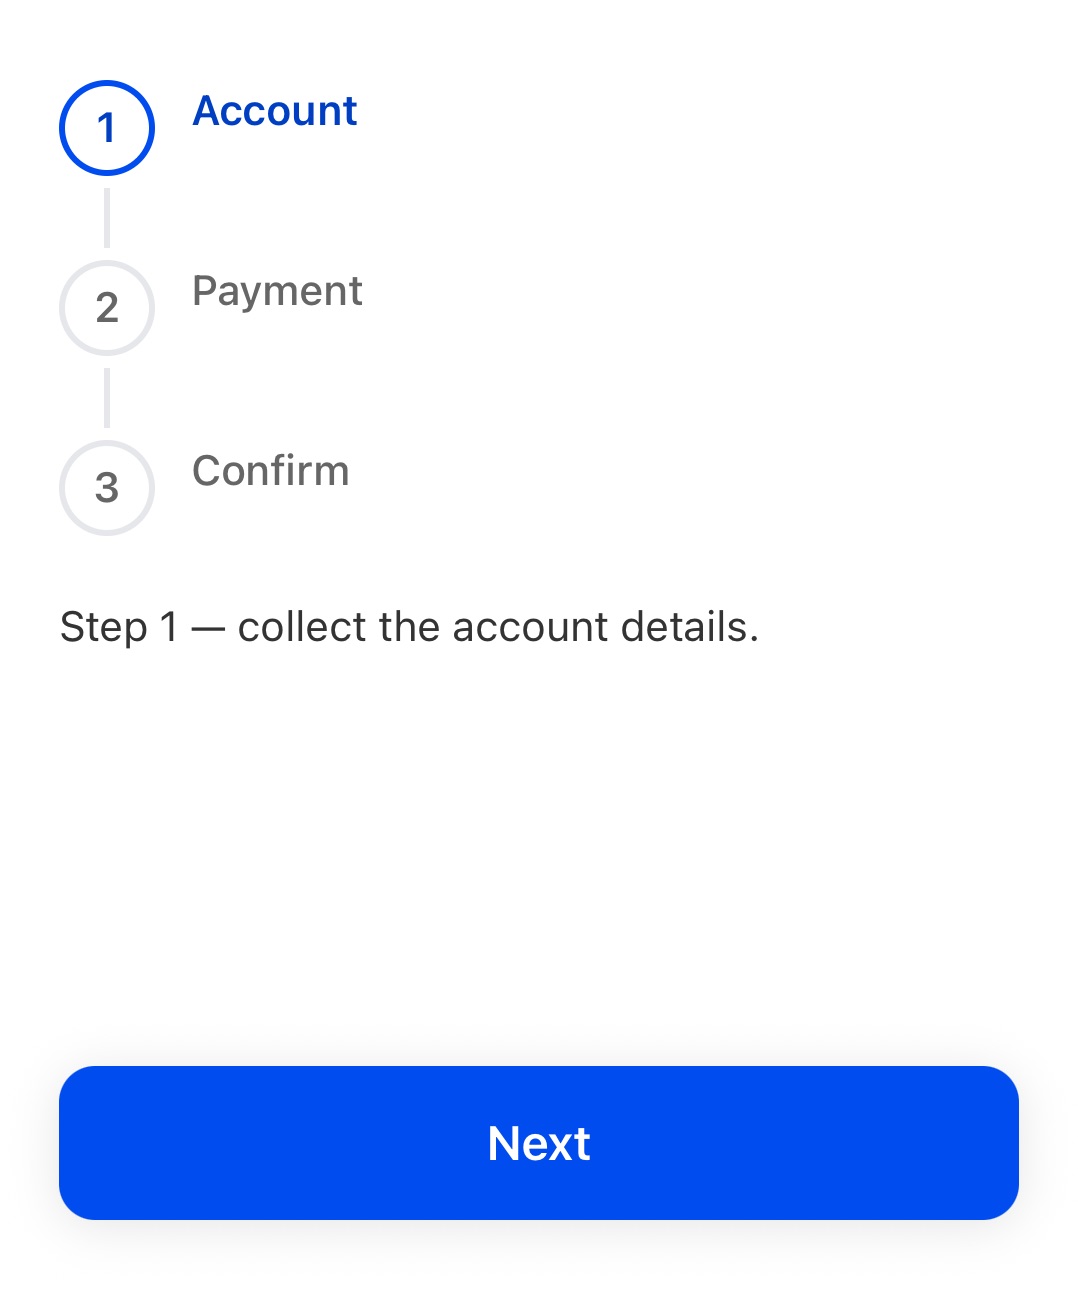 1 Account
2 Payment
3 Confirm
Step 1 — collect the account details.
Next